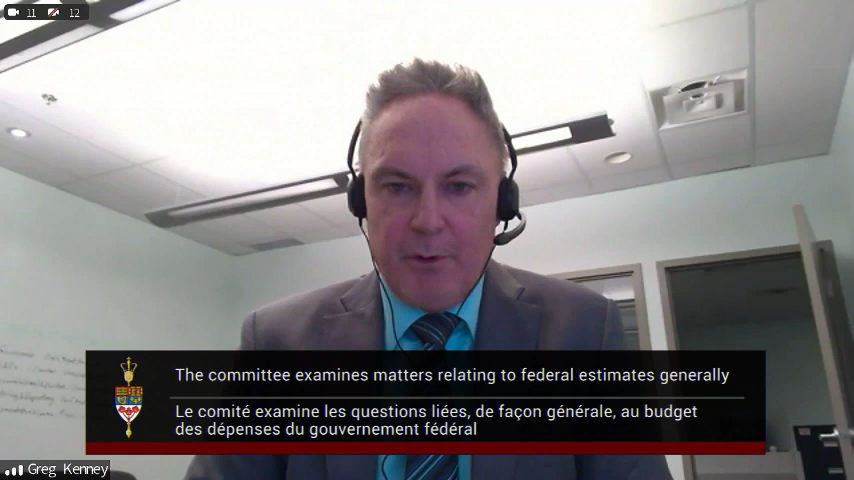 11 12
The committee examines matters relating to federal estimates generally
Le comité examine les questions liées, de façon générale, au budget
des dépenses du gouvernement fédéral
Greg Kenney